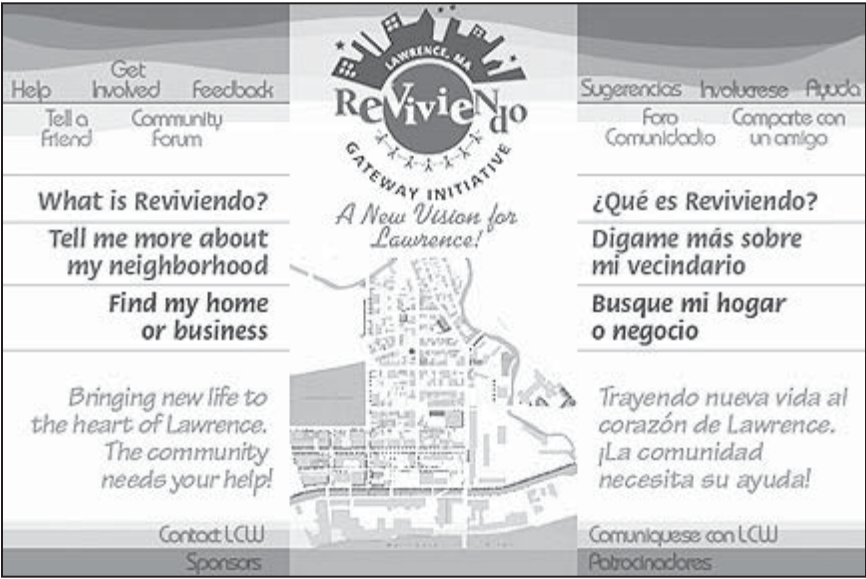 Help
Get
Involved
Feedback
Tell a
Friend
Community
Forum
What is Reviviendo?
Tell me more about
my neighborhood
Find my home
or business
Bringing new life to
the heart of Lawrence.
The community
needs your help!
Contact LCW
Sponsors
LAWRENCE, MA
ReViVieNdo
GATEWAY INITIATIVE
A New Vision for
Lawrence!
Sugerencias
Involucrese
Ayuda
Foro
Comunidadio
Comparte con
un amigo
¿Qué es Reviviendo?
Digame más sobre
mi vecindario
Busque mi hogar
o negocio
Trayendo nueva vida al
corazón de Lawrence.
¡La comunidad
necesita su ayuda!
Comuniquese con LCW
Patrocinadores